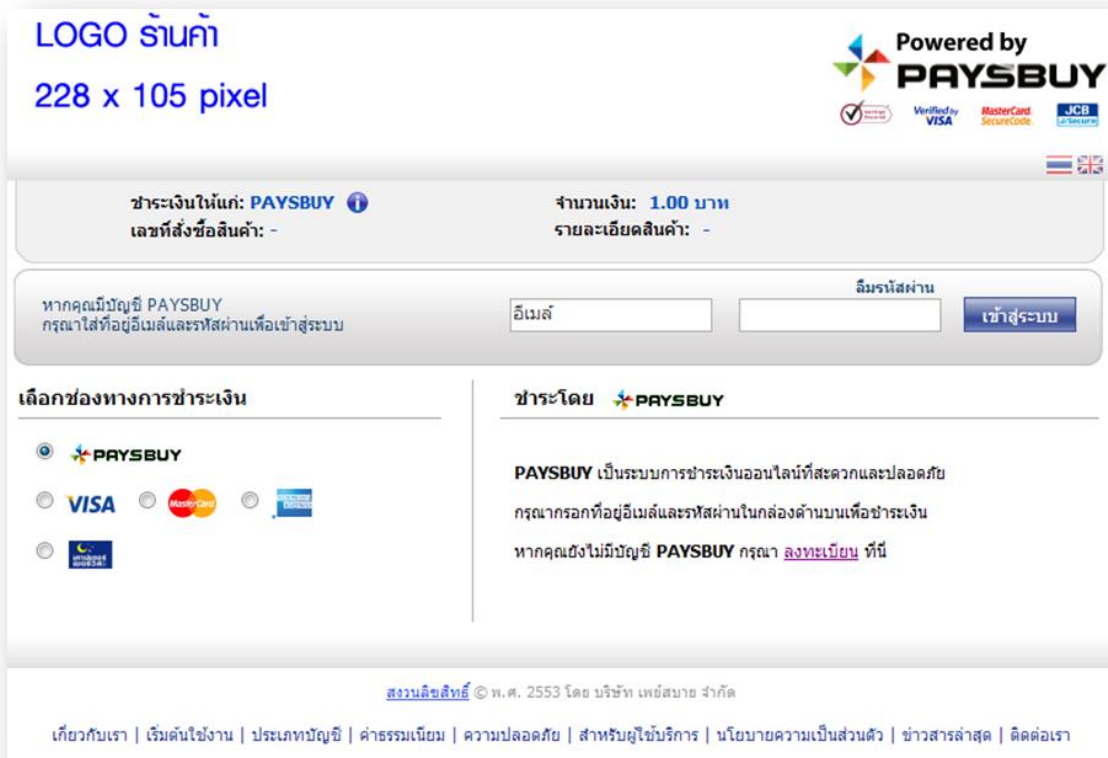 LOGO ร้านค้า
228 x 105 pixel
Powered by
PAYSBUY
Verified by VISA
MasterCard SecureCode
JCB J/Secure
ชำระเงินให้แก่: PAYSBUY
จำนวนเงิน: 1.00 บาท
เลขที่สั่งซื้อสินค้า: -
รายละเอียดสินค้า: -
ลืมรหัสผ่าน
หากคุณมีบัญชี PAYSBUY
กรุณาใส่ที่อยู่อีเมล์และรหัสผ่านเพื่อเข้าสู่ระบบ
อีเมล์
เข้าสู่ระบบ
เลือกช่องทางการชำระเงิน
PAYSBUY
VISA MasterCard
เคาน์เตอร์เซอร์วิส
ชำระโดย PAYSBUY
PAYSBUY เป็นระบบการชำระเงินออนไลน์ที่สะดวกและปลอดภัย
กรุณากรอกที่อยู่อีเมล์และรหัสผ่านในกล่องด้านบนเพื่อชำระเงิน
หากคุณยังไม่มีบัญชี PAYSBUY กรุณา ลงทะเบียน ที่นี่
สงวนลิขสิทธิ์ © พ.ศ. 2553 โดย บริษัท เพย์สบาย จำกัด
เกี่ยวกับเรา | เริ่มต้นใช้งาน | ประเภทบัญชี | ค่าธรรมเนียม | ความปลอดภัย | สำหรับผู้ใช้บริการ | นโยบายความเป็นส่วนตัว | ข่าวสารล่าสุด | ติดต่อเรา